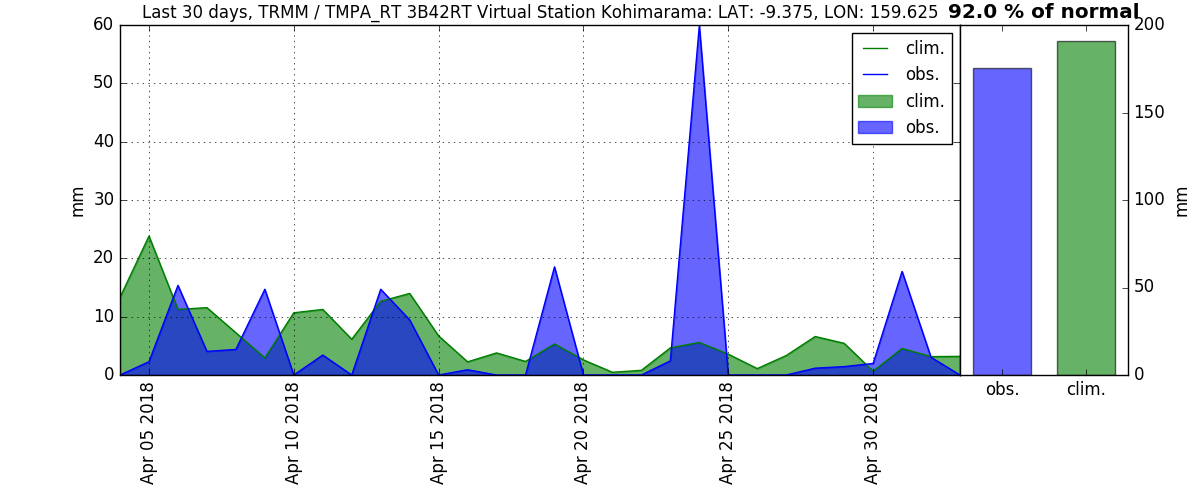 Last 30 days, TRMM / TMPA_RT 3B42RT Virtual Station Kohimarama: LAT: -9.375, LON: 159.625
92.0 % of normal
60
50
40
30
20
10
0
mm
clim.
obs.
clim.
obs.
Apr 05 2018
Apr 10 2018
Apr 15 2018
Apr 20 2018
Apr 25 2018
Apr 30 2018
200
150
100
50
0
mm
obs.
clim.